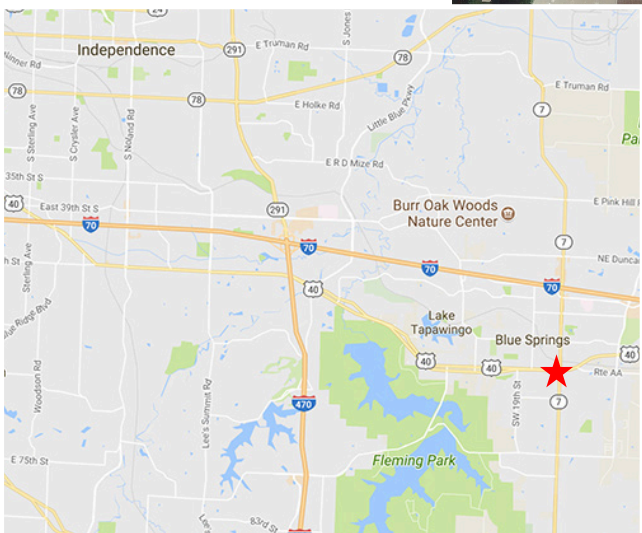 24
Independence
291
E Truman Rd
S Jones
78
E Truman Rd
78
78
E Holke Rd
7
Little Blue Pkwy
S Sterling Ave
S Crysler Ave
S Noland Rd
E R D Mize Rd
35th St S
40
East 39th St S
291
Burr Oak Woods
Nature Center
E Pink Hill
70
70
7
NE Duncan
70
70
Sterling Ave
40
Lake
Tapawingo
Blue Springs
40
40
40
Rte AA
Woodson Rd
Lee's Summit Rd
470
SW 19th St
7
E 75th St
Fleming Park
83rd St